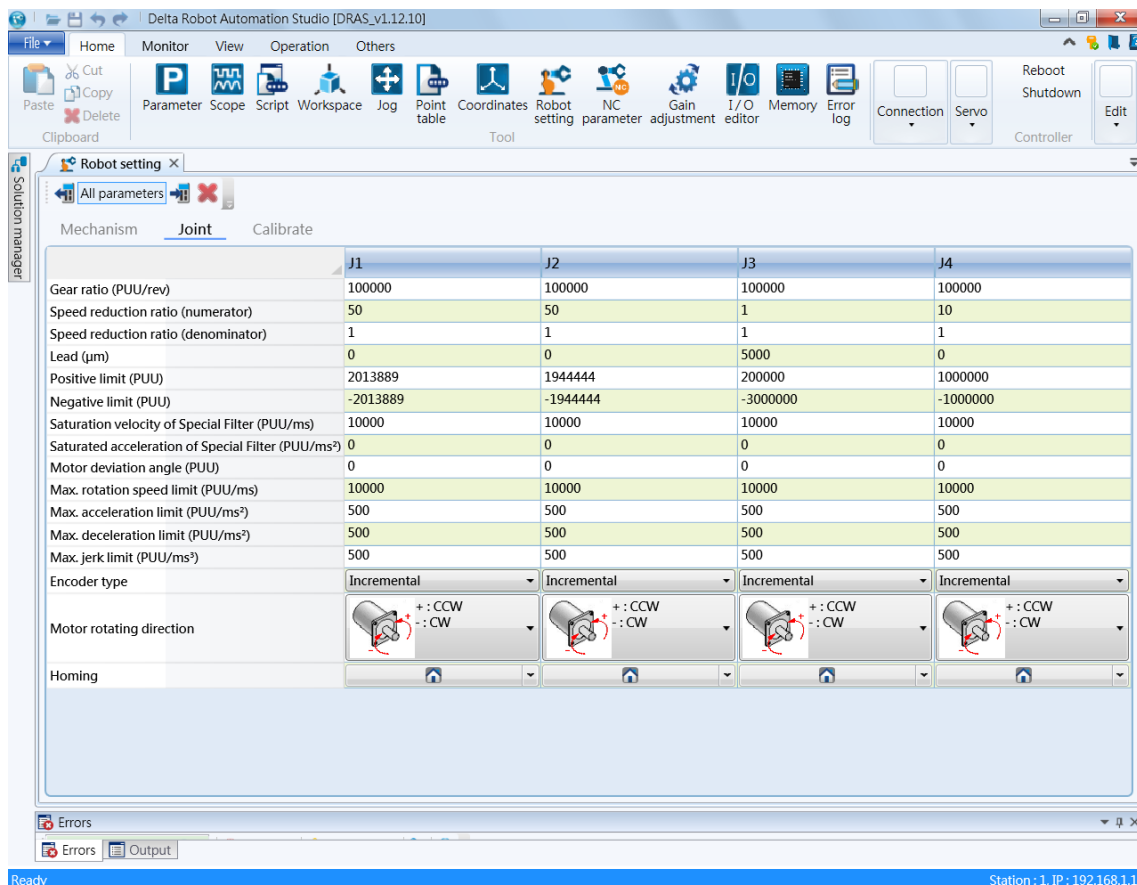 Delta Robot Automation Studio [DRAS_v1.12.10]
File Home Monitor View Operation Others
Paste Cut Copy Delete
Clipboard
Parameter Scope Script Workspace Jog Point table Coordinates Robot setting NC parameter Gain adjustment I/O editor Memory Error log
Tool
Connection Servo
Reboot
Shutdown
Controller
Edit
Solution manager
Robot setting
All parameters
Mechanism Joint Calibrate
J1 J2 J3 J4
Gear ratio (PUU/rev) 100000 100000 100000 100000
Speed reduction ratio (numerator) 50 50 1 10
Speed reduction ratio (denominator) 1 1 1 1
Lead (μm) 0 0 5000 0
Positive limit (PUU) 2013889 1944444 200000 1000000
Negative limit (PUU) -2013889 -1944444 -3000000 -1000000
Saturation velocity of Special Filter (PUU/ms) 10000 10000 10000 10000
Saturated acceleration of Special Filter (PUU/ms²) 0 0 0 0
Motor deviation angle (PUU) 0 0 0 0
Max. rotation speed limit (PUU/ms) 10000 10000 10000 10000
Max. acceleration limit (PUU/ms²) 500 500 500 500
Max. deceleration limit (PUU/ms²) 500 500 500 500
Max. jerk limit (PUU/ms³) 500 500 500 500
Encoder type Incremental Incremental Incremental Incremental
+ : CCW + : CCW + : CCW + : CCW
Motor rotating direction - : CW - : CW - : CW - : CW
Homing
Errors
Errors Output
Ready Station : 1, IP : 192.168.1.1